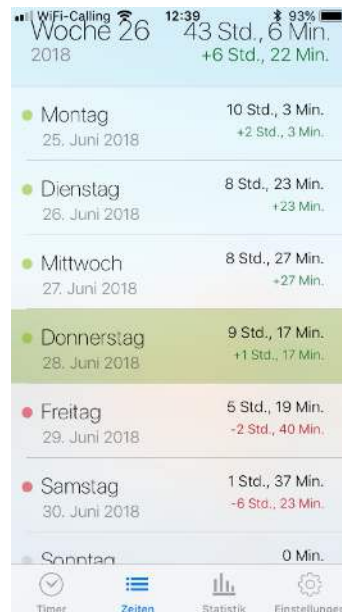 WiFi-Calling 12:39 93%
Woche 26 43 Std., 6 Min.
2018 +6 Std., 22 Min.
Montag 10 Std., 3 Min.
25. Juni 2018 +2 Std., 3 Min.
Dienstag 8 Std., 23 Min.
26. Juni 2018 +23 Min.
Mittwoch 8 Std., 27 Min.
27. Juni 2018 +27 Min.
Donnerstag 9 Std., 17 Min.
28. Juni 2018 +1 Std., 17 Min.
Freitag 5 Std., 19 Min.
29. Juni 2018 -2 Std., 40 Min.
Samstag 1 Std., 37 Min.
30. Juni 2018 -6 Std., 23 Min.
Sonntag 0 Min.
Timer Zeiten Statistik Einstellungen